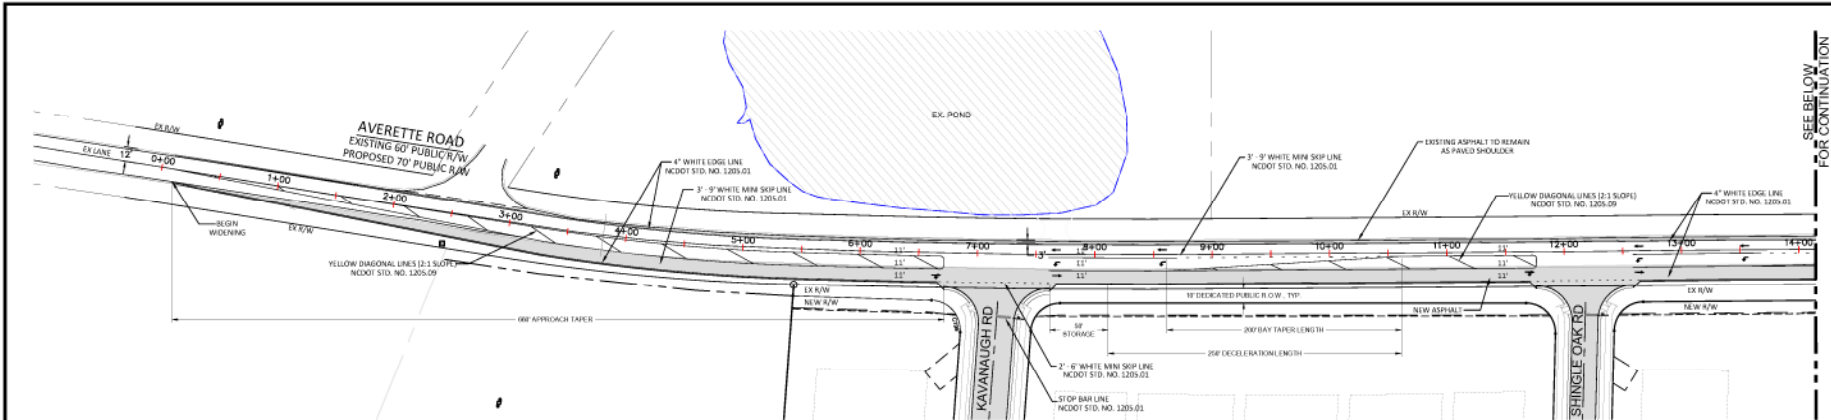 EX R/W
AVERETTE ROAD
EXISTING 60' PUBLIC R/W
PROPOSED 70' PUBLIC R/W
EX LANE
12'
0+00
1+00
2+00
3+00
4+00
5+00
6+00
7+00
8+00
9+00
10+00
11+00
12+00
13+00
14+00
BEGIN
WIDENING
EX R/W
YELLOW DIAGONAL LINES (2:1 SLOPE)
NCDOT STD. NO. 1205.09
4" WHITE EDGE LINE
NCDOT STD. NO. 1205.01
3' - 9' WHITE MINI SKIP LINE
NCDOT STD. NO. 1205.01
EX. POND
3' - 9' WHITE MINI SKIP LINE
NCDOT STD. NO. 1205.01
EXISTING ASPHALT TO REMAIN
AS PAVED SHOULDER
YELLOW DIAGONAL LINES (2:1 SLOPE)
NCDOT STD. NO. 1205.09
4" WHITE EDGE LINE
NCDOT STD. NO. 1205.01
EX R/W
SEE BELOW
FOR CONTINUATION
3'
11'
11'
11'
11'
11'
11'
11'
11'
11'
EX R/W
NEW R/W
10' DEDICATED PUBLIC R.O.W., TYP
NEW ASPHALT
EX R/W
NEW R/W
660' APPROACH TAPER
50'
STORAGE
200' BAY TAPER LENGTH
250' DECELERATION LENGTH
2' - 6' WHITE MINI SKIP LINE
NCDOT STD. NO. 1205.01
STOP BAR LINE
NCDOT STD. NO. 1205.01
KAVANAUGH RD
SHINGLE OAK RD